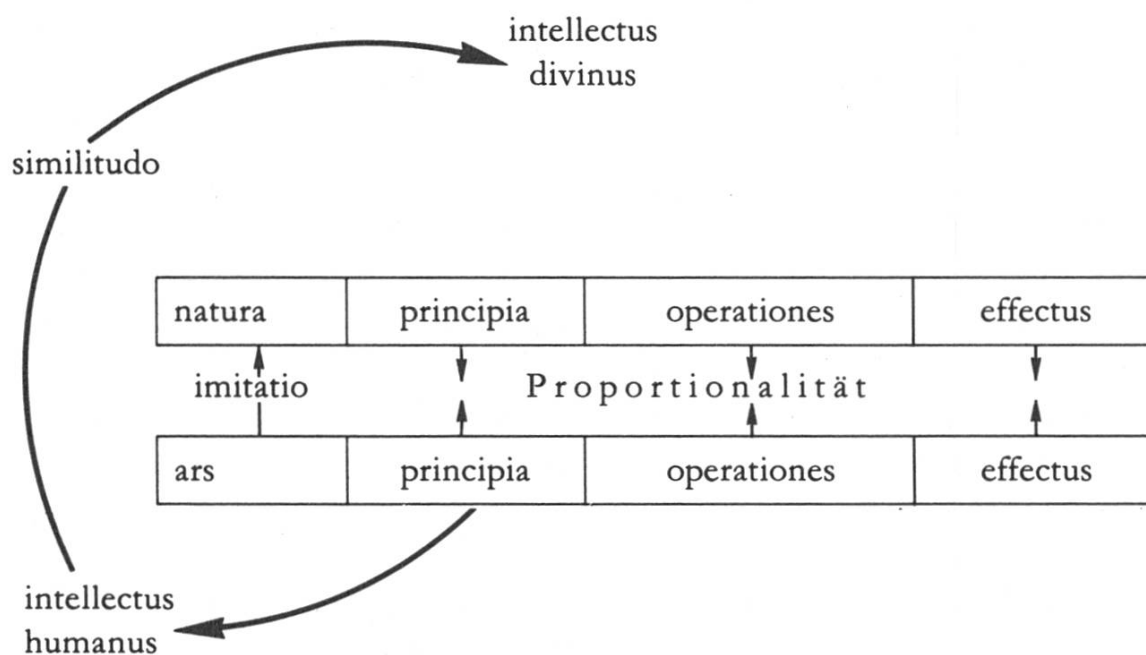 intellectus
divinus
similitudo
natura principia operationes effectus
imitatio Proportionalität
ars principia operationes effectus
intellectus
humanus